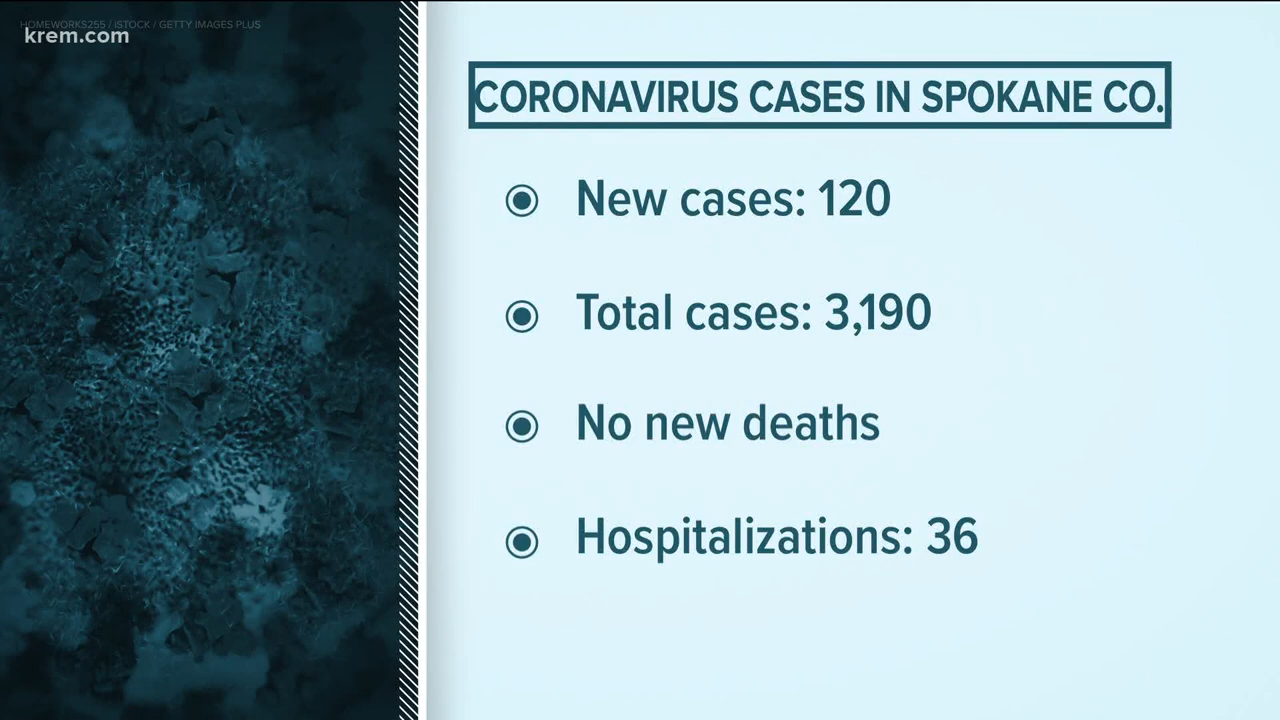 HOMEWORKS255 / ISTOCK / GETTY IMAGES PLUS
krem.com
CORONAVIRUS CASES IN SPOKANE CO.
New cases: 120
Total cases: 3,190
No new deaths
Hospitalizations: 36